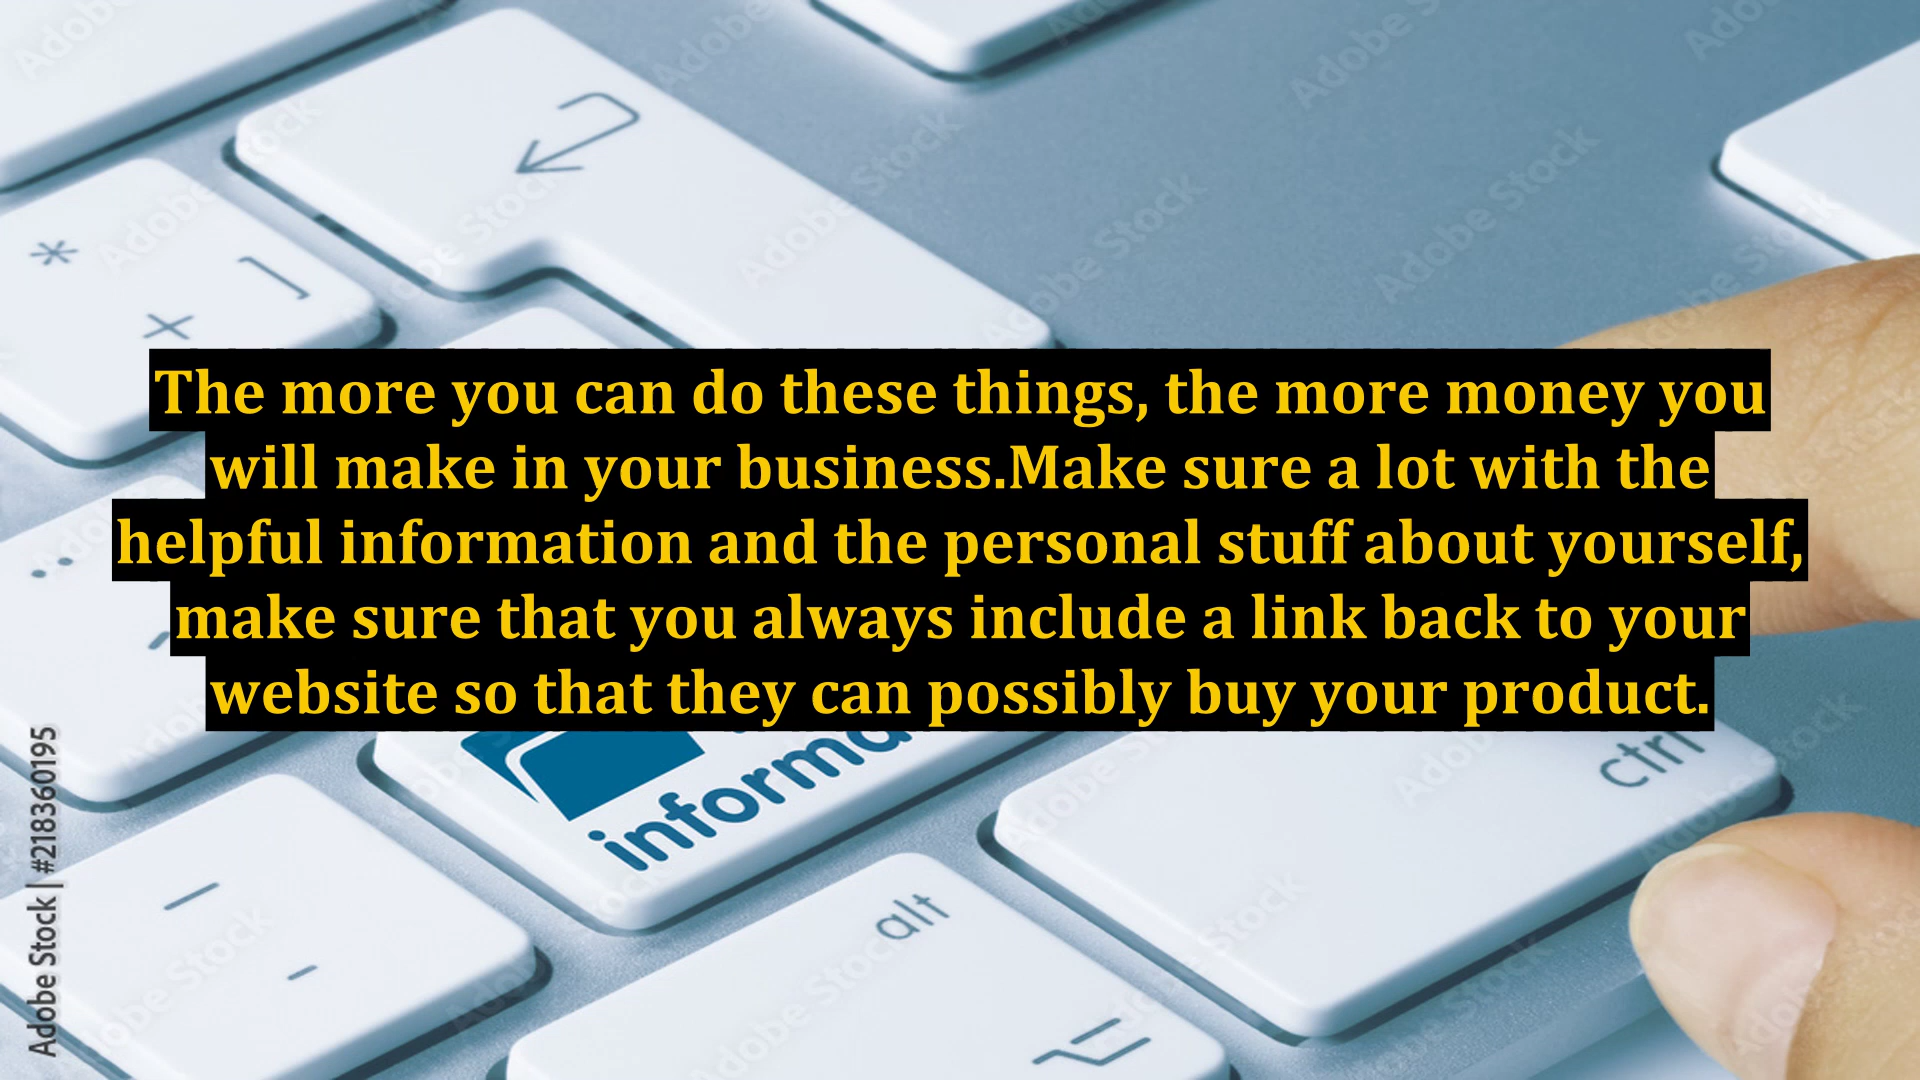 The more you can do these things, the more money you
will make in your business.Make sure a lot with the
helpful information and the personal stuff about yourself,
make sure that you always include a link back to your
website so that they can possibly buy your product.
* ]
+
ctrl
alt
Adobe Stock | #218360195
Adobe Stock